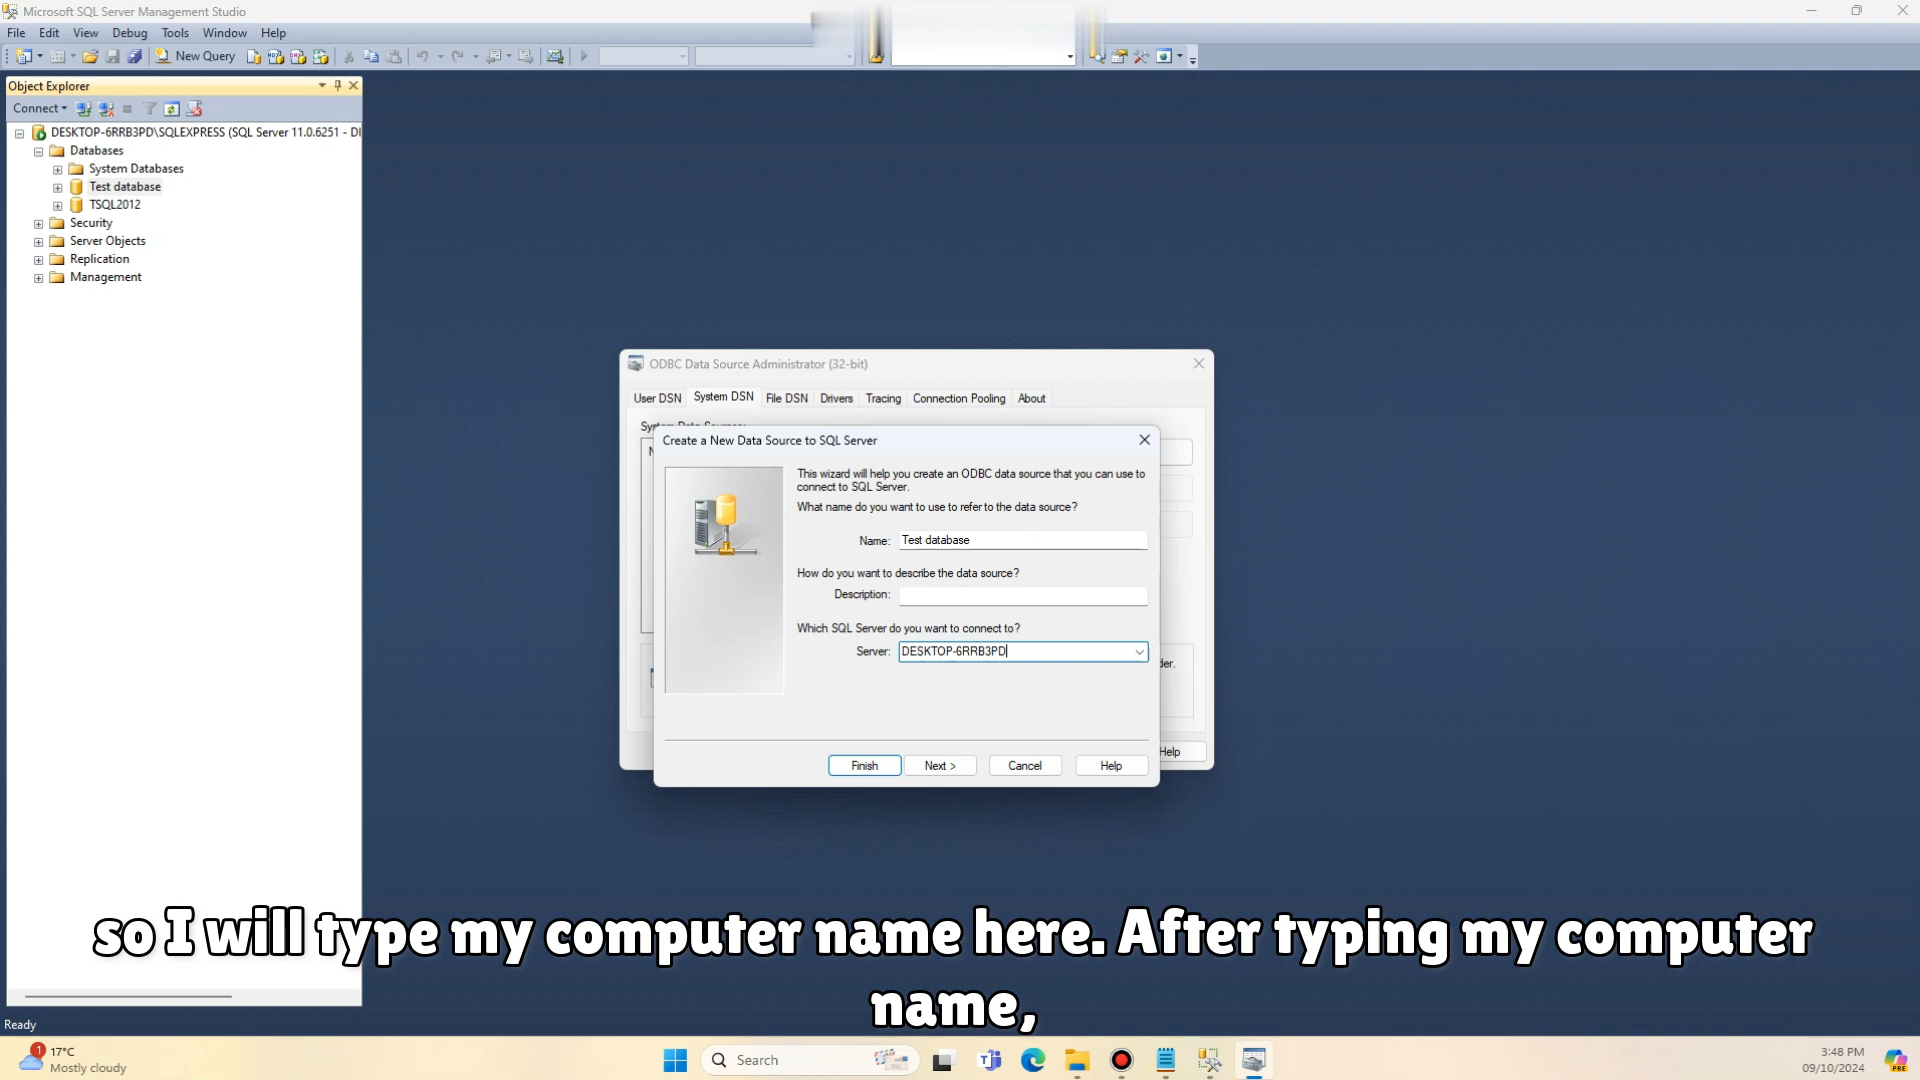 Microsoft SQL Server Management Studio
File Edit View Debug Tools Window Help
New Query
Object Explorer
Connect
DESKTOP-6RRB3PD\SQLEXPRESS (SQL Server 11.0.6251 - DI
Databases
System Databases
Test database
TSQL2012
Security
Server Objects
Replication
Management
ODBC Data Source Administrator (32-bit)
User DSN System DSN File DSN Drivers Tracing Connection Pooling About
Create a New Data Source to SQL Server
This wizard will help you create an ODBC data source that you can use to
connect to SQL Server.
What name do you want to use to refer to the data source?
Name: Test database
How do you want to describe the data source?
Description:
Which SQL Server do you want to connect to?
Server: DESKTOP-6RRB3PD
der.
Finish Next > Cancel Help
Help
so I will type my computer name here. After typing my computer
name,
Ready
1
17°C
Mostly cloudy
Search
3:48 PM
09/10/2024
PRE